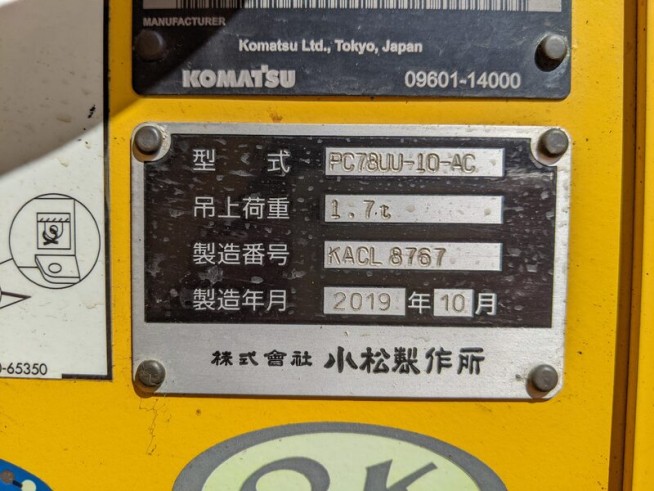 MANUFACTURER
Komatsu Ltd., Tokyo, Japan
KOMATSU 09601-14000
型 式 PC78UU-10-AC
吊上荷重 1.7t
製造番号 KACL 8767
製造年月 2019 年 10 月
株式會社 小松製作所
-65350
OK